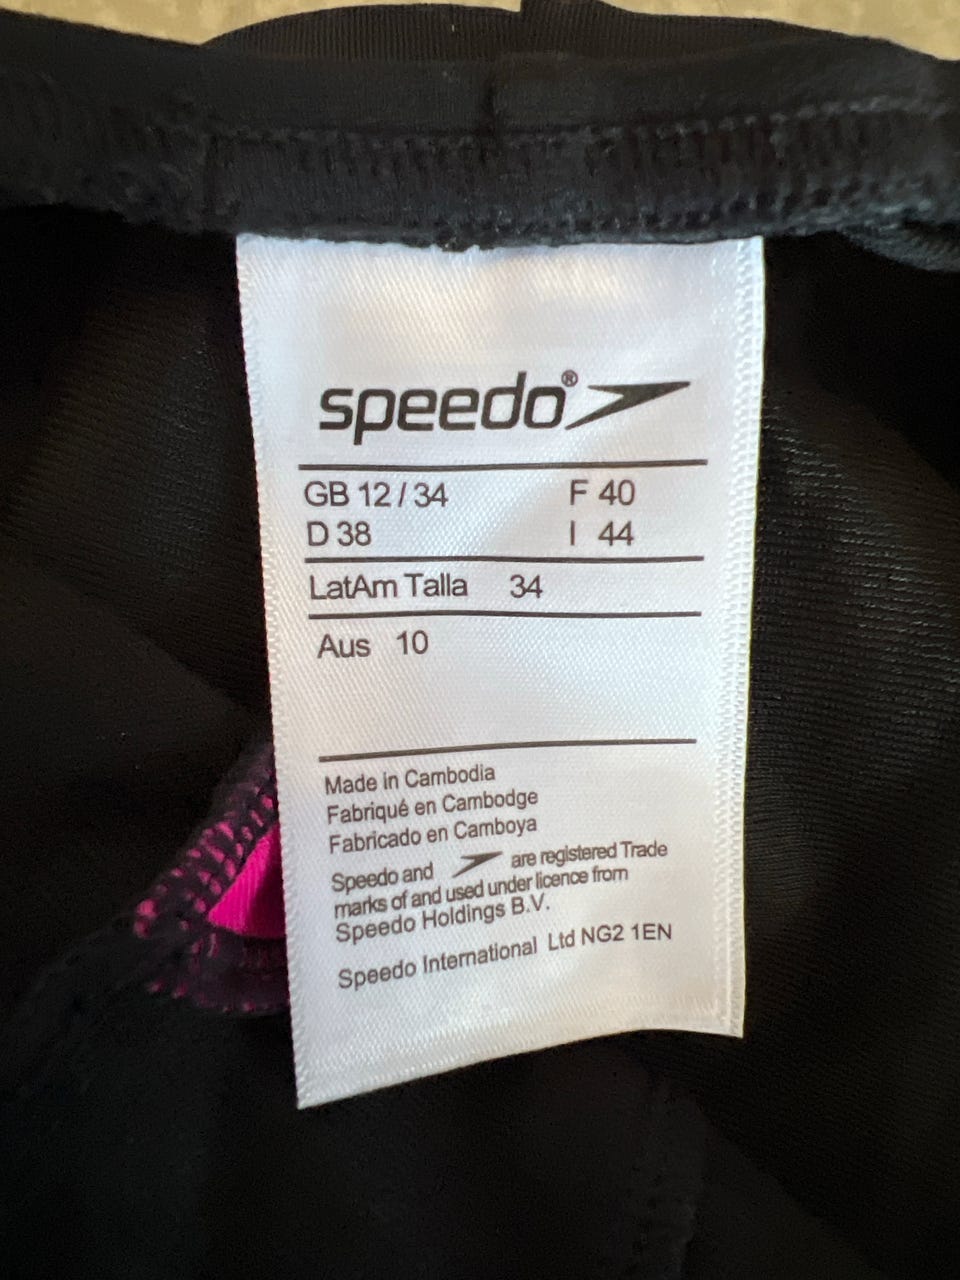 speedo®
GB 12 / 34 F 40
D 38 I 44
LatAm Talla 34
Aus 10
Made in Cambodia
Fabriqué en Cambodge
Fabricado en Camboya
Speedo and are registered Trade
marks of and used under licence from
Speedo Holdings B.V.
Speedo International Ltd NG2 1EN